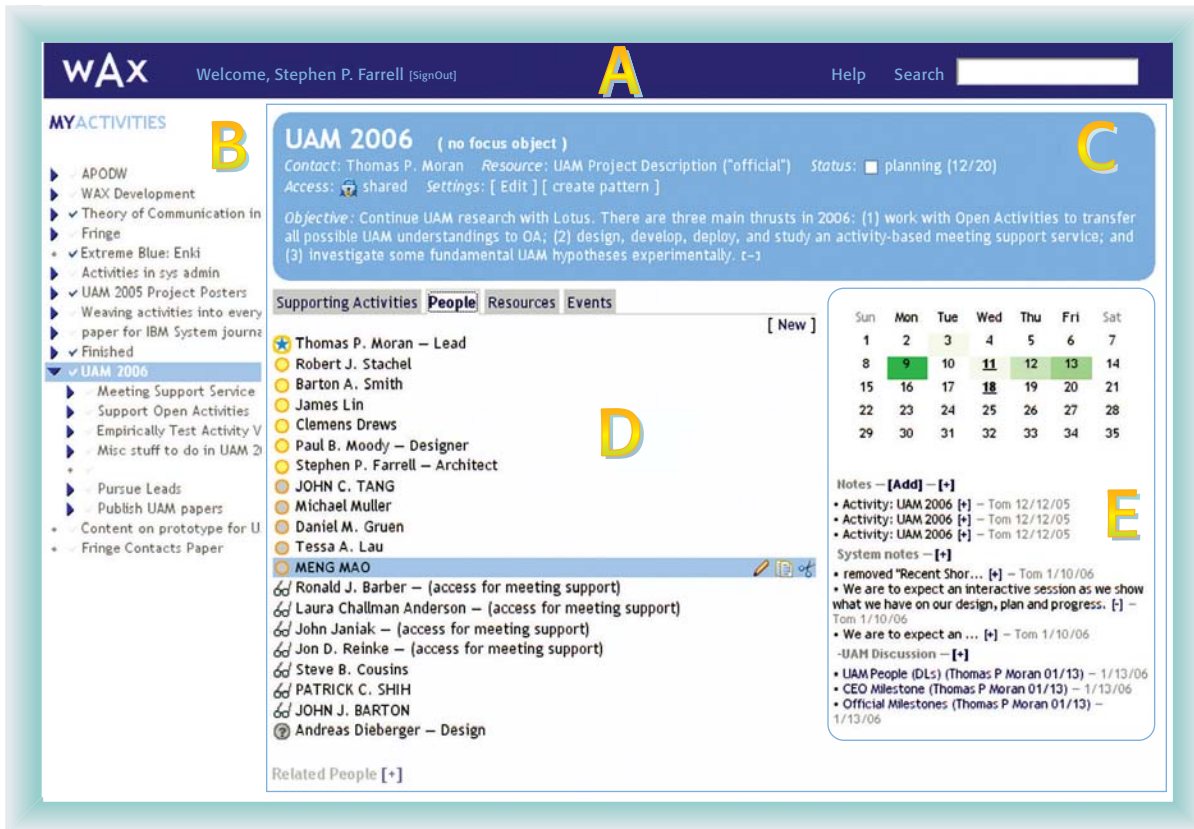 wAx
Welcome, Stephen P. Farrell [SignOut]
A
Help Search
MYACTIVITIES
B
APODW
WAX Development
Theory of Communication in
Fringe
Extreme Blue: Enki
Activities in sys admin
UAM 2005 Project Posters
Weaving activities into every
paper for IBM System journa
Finished
UAM 2006
Meeting Support Service
Support Open Activities
Empirically Test Activity V
Misc stuff to do in UAM 2
Pursue Leads
Publish UAM papers
Content on prototype for U
Fringe Contacts Paper
UAM 2006 ( no focus object )
C
Contact: Thomas P. Moran Resource: UAM Project Description ("official") Status: planning (12/20)
Access: shared Settings: [ Edit ] [ create pattern ]
Objective: Continue UAM research with Lotus. There are three main thrusts in 2006: (1) work with Open Activities to transfer
all possible UAM understandings to OA; (2) design, develop, deploy, and study an activity-based meeting support service; and
(3) investigate some fundamental UAM hypotheses experimentally. [-]
Supporting Activities People Resources Events
[ New ]
Thomas P. Moran – Lead
Robert J. Stachel
Barton A. Smith
James Lin
Clemens Drews
Paul B. Moody – Designer
Stephen P. Farrell – Architect
JOHN C. TANG
Michael Muller
Daniel M. Gruen
Tessa A. Lau
MENG MAO
Ronald J. Barber – (access for meeting support)
Laura Challman Anderson – (access for meeting support)
John Janiak – (access for meeting support)
Jon D. Reinke – (access for meeting support)
Steve B. Cousins
PATRICK C. SHIH
JOHN J. BARTON
Andreas Dieberger – Design
Related People [+]
D
Sun Mon Tue Wed Thu Fri Sat
1 2 3 4 5 6 7
8 9 10 11 12 13 14
15 16 17 18 19 20 21
22 23 24 25 26 27 28
29 30 31 32 33 34 35
Notes – [Add] – [+]
• Activity: UAM 2006 [+] – Tom 12/12/05
• Activity: UAM 2006 [+] – Tom 12/12/05
• Activity: UAM 2006 [+] – Tom 12/12/05
E
System notes – [+]
• removed "Recent Shor... [+] – Tom 1/10/06
• We are to expect an interactive session as we show
what we have on our design, plan and progress. [-] –
Tom 1/10/06
• We are to expect an ... [+] – Tom 1/10/06
-UAM Discussion – [+]
• UAM People (DLs) (Thomas P Moran 01/13) – 1/13/06
• CEO Milestone (Thomas P Moran 01/13) – 1/13/06
• Official Milestones (Thomas P Moran 01/13) –
1/13/06